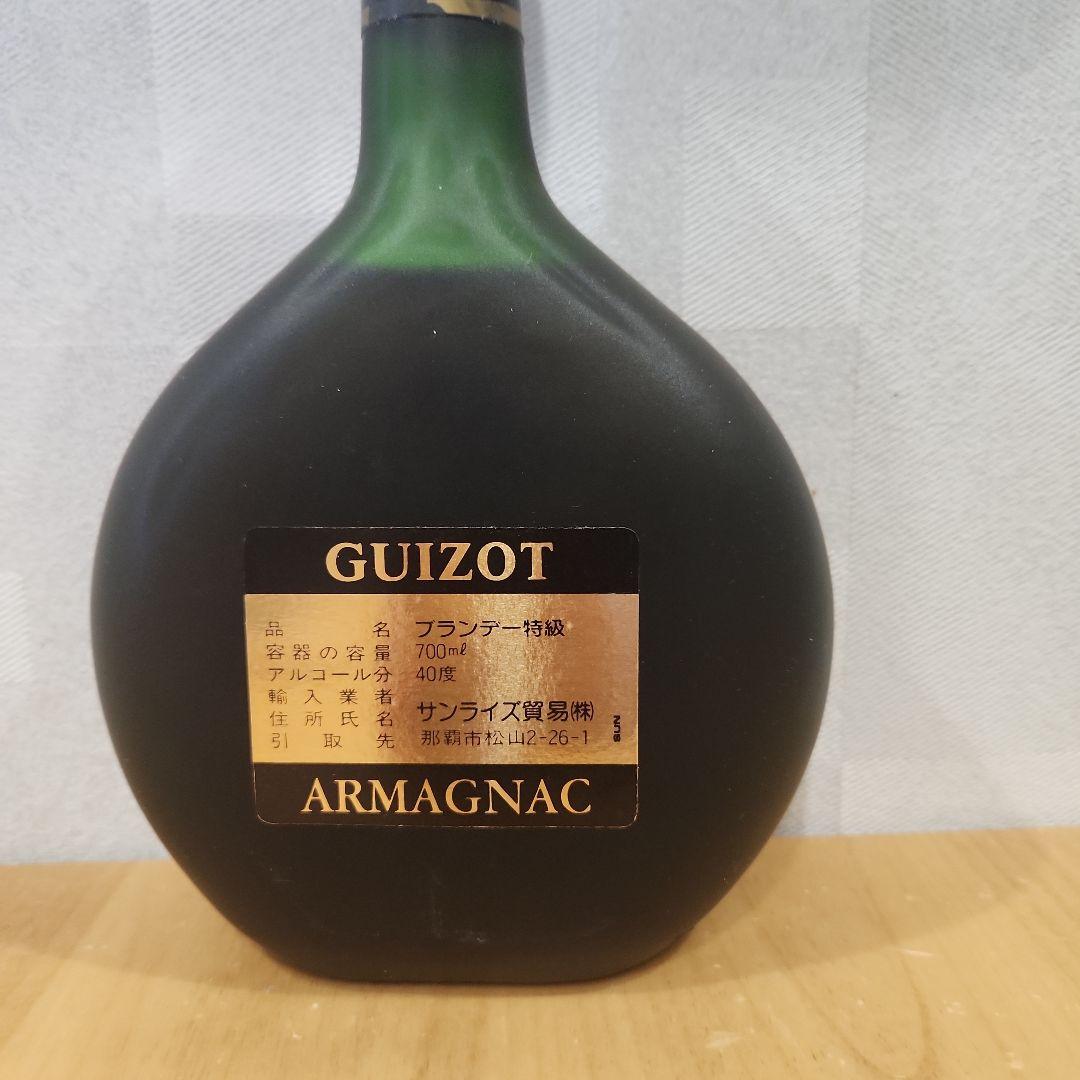 GUIZOT
品名 ブランデー特級
容器の容量 700mℓ
アルコール分 40度
輸入業者
住所氏名 サンライズ貿易㈱
引取先 那覇市松山2-26-1
SUN
ARMAGNAC